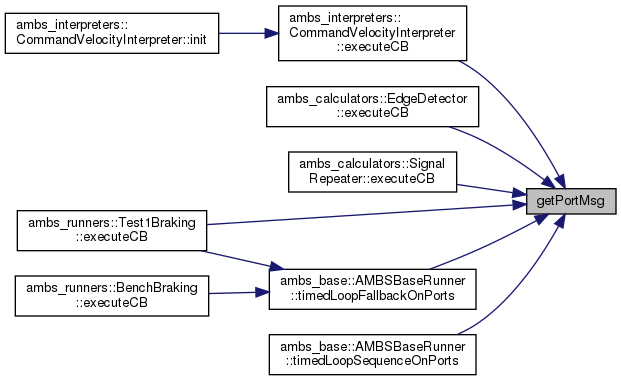 ambs_interpreters::
CommandVelocityInterpreter::init
ambs_interpreters::
CommandVelocityInterpreter
::executeCB
ambs_calculators::EdgeDetector
::executeCB
ambs_calculators::Signal
Repeater::executeCB
getPortMsg
ambs_runners::Test1Braking
::executeCB
ambs_runners::BenchBraking
::executeCB
ambs_base::AMBSBaseRunner
::timedLoopFallbackOnPorts
ambs_base::AMBSBaseRunner
::timedLoopSequenceOnPorts